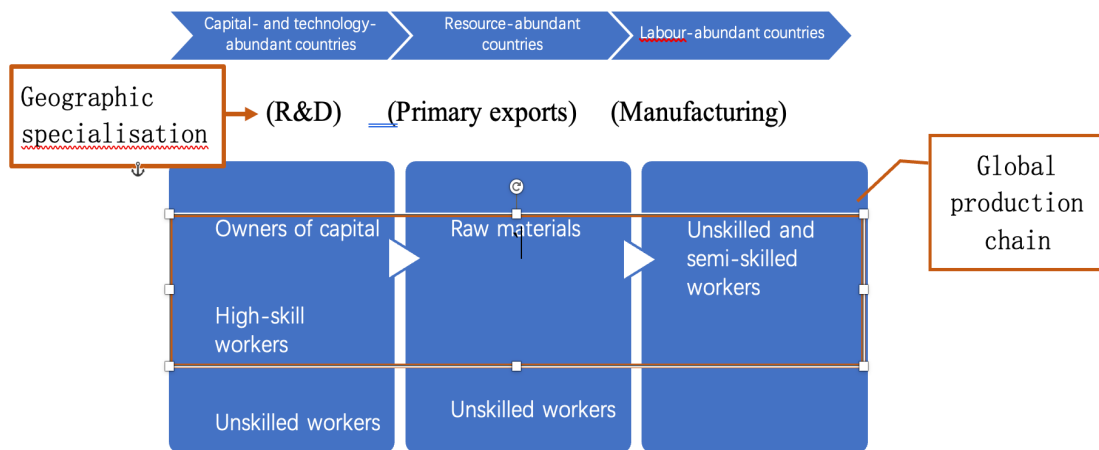 Capital- and technology-
abundant countries
Resource-abundant
countries
Labour-abundant countries
Geographic
specialisation
(R&D)
(Primary exports)
(Manufacturing)
Global
production
chain
Owners of capital
High-skill
workers
Unskilled workers
Raw materials
Unskilled workers
Unskilled and
semi-skilled
workers